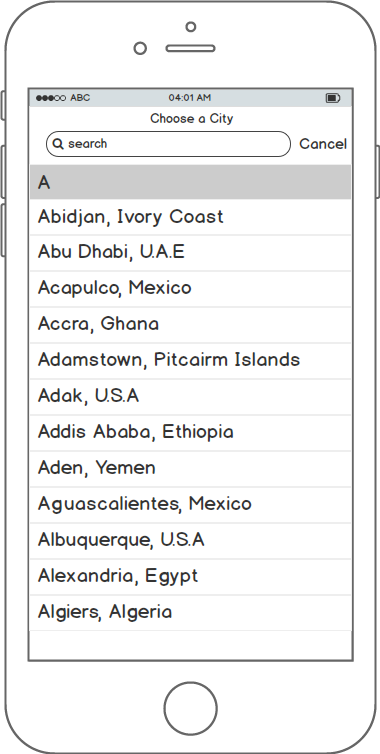 ABC 04:01 AM
Choose a City
search Cancel
A
Abidjan, Ivory Coast
Abu Dhabi, U.A.E
Acapulco, Mexico
Accra, Ghana
Adamstown, Pitcairm Islands
Adak, U.S.A
Addis Ababa, Ethiopia
Aden, Yemen
Aguascalientes, Mexico
Albuquerque, U.S.A
Alexandria, Egypt
Algiers, Algeria